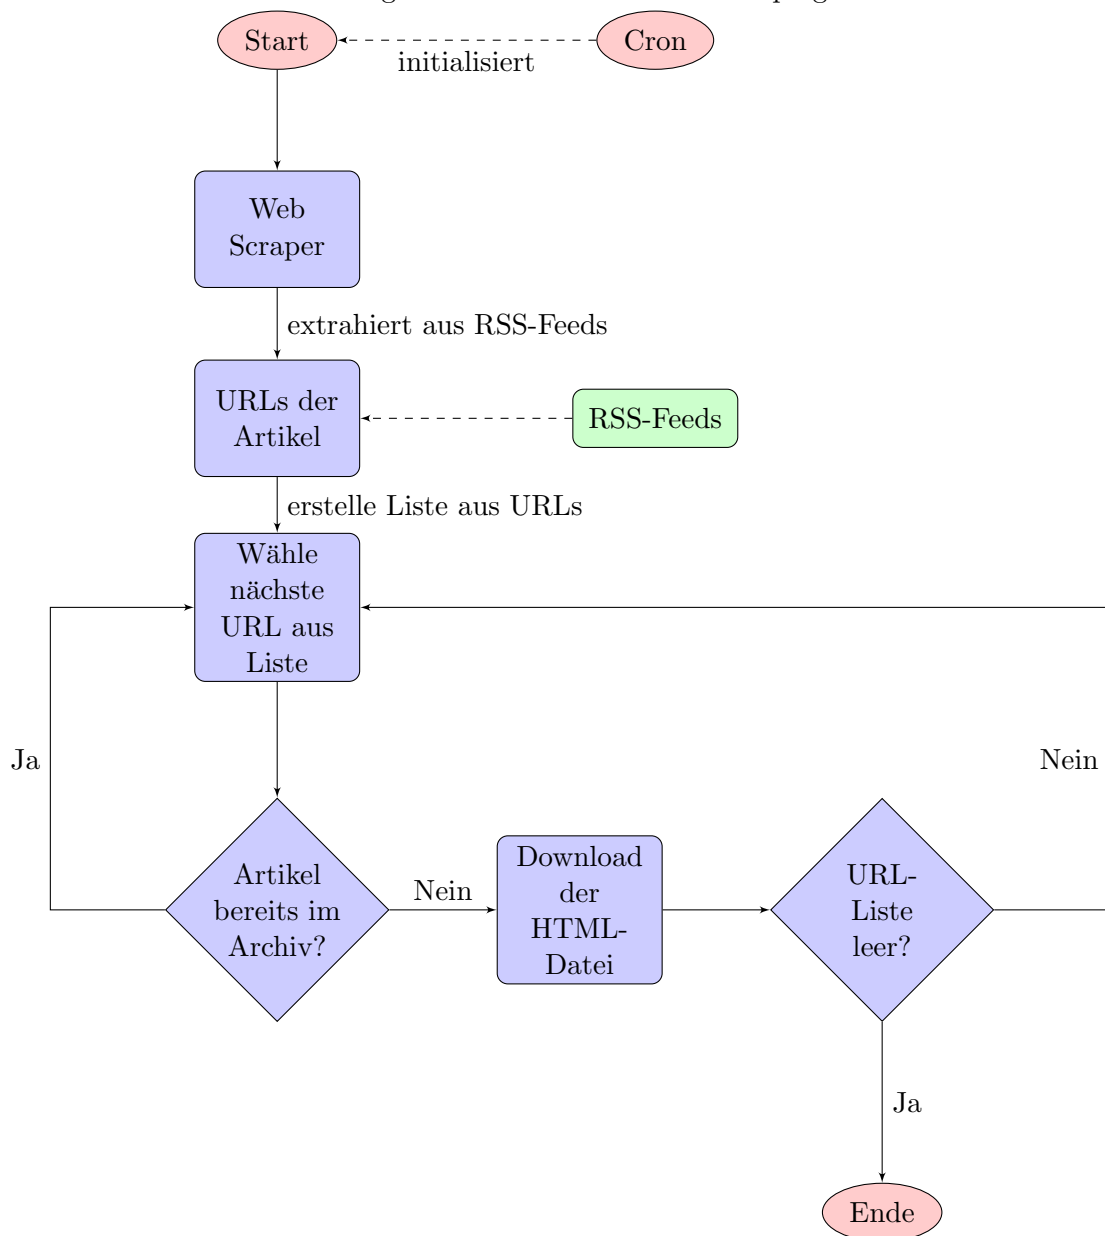 Start
Cron
initialisiert
Web
Scraper
extrahiert aus RSS-Feeds
URLs der
Artikel
RSS-Feeds
erstelle Liste aus URLs
Wähle
nächste
URL aus
Liste
Ja
Nein
Artikel
bereits im
Archiv?
Nein
Download
der
HTML-
Datei
URL-
Liste
leer?
Ja
Ende